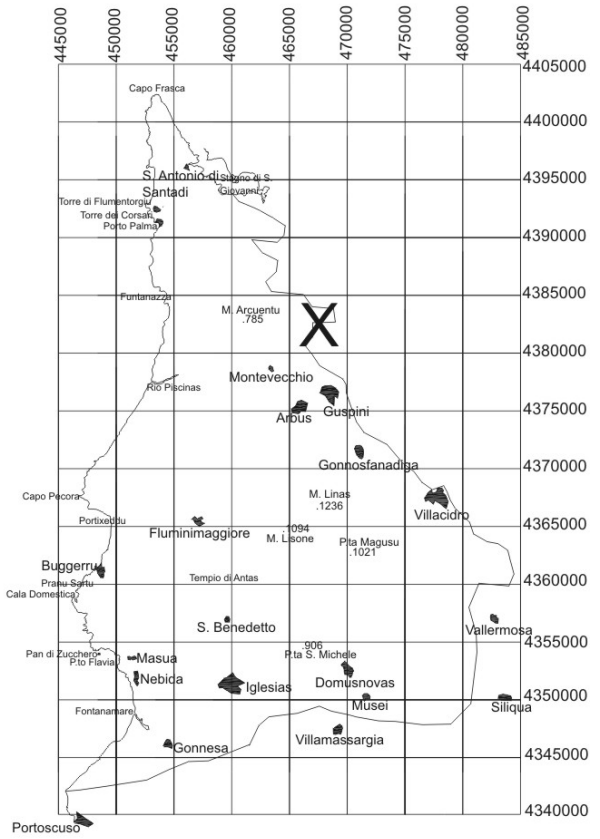 445000
450000
455000
460000
465000
470000
475000
480000
485000
4405000
Capo Frasca
4400000
S. Antonio di
Santadi
Stagno di S.
Giovanni
4395000
Torre di Flumentorgiu
Torre dei Corsari
Porto Palma
4390000
Funtanazza
4385000
M. Arcuentu
.785
X
4380000
Montevecchio
Rio Piscinas
Guspini
Arbus
4375000
Gonnosfanadiga
4370000
Capo Pecora
M. Linas
.1236
Villacidro
Portixeddu
Fluminimaggiore
.1094
M. Lisone
4365000
P.ta Magusu
.1021
Buggerru
Tempio di Antas
4360000
Pranu Sartu
Cala Domestica
S. Benedetto
Vallermosa
4355000
.906
P.ta S. Michele
Pan di Zucchero
P.to Flavia
Masua
Nebida
Iglesias
Domusnovas
4350000
Musei
Siliqua
Fontanamare
Gonnesa
Villamassargia
4345000
4340000
Portoscuso